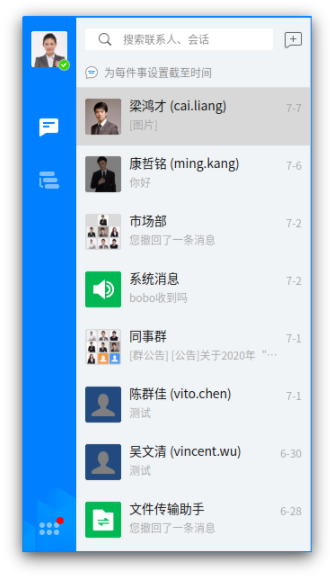 搜索联系人、会话
为每件事设置截至时间
梁鸿才 (cai.liang)
7-7
[图片]
康哲铭 (ming.kang)
7-6
你好
市场部
7-2
您撤回了一条消息
系统消息
7-2
bobo收到吗
同事群
7-1
[群公告] [公告]关于2020年“…
陈群佳 (vito.chen)
7-1
测试
吴文清 (vincent.wu)
6-30
测试
文件传输助手
6-28
您撤回了一条消息